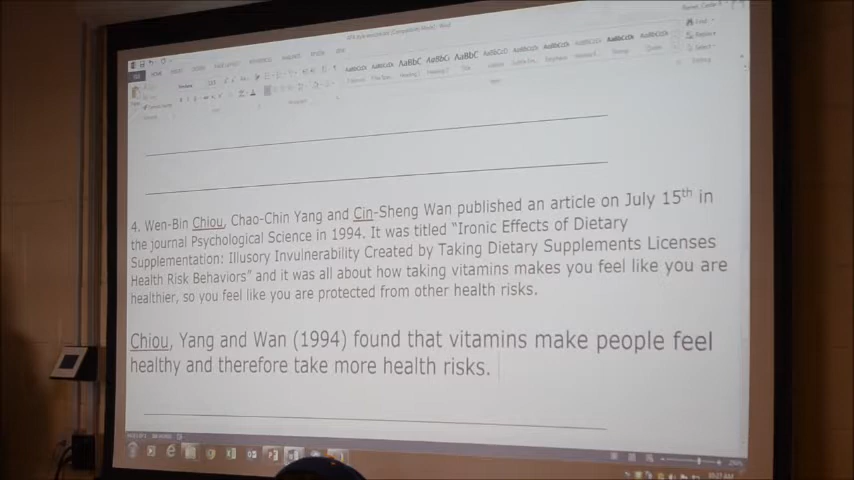 4. Wen-Bin Chiou, Chao-Chin Yang and Cin-Sheng Wan published an article on July 15th in
the journal Psychological Science in 1994. It was titled “Ironic Effects of Dietary
Supplementation: Illusory Invulnerability Created by Taking Dietary Supplements Licenses
Health Risk Behaviors” and it was all about how taking vitamins makes you feel like you are
healthier, so you feel like you are protected from other health risks.
Chiou, Yang and Wan (1994) found that vitamins make people feel
healthy and therefore take more health risks.